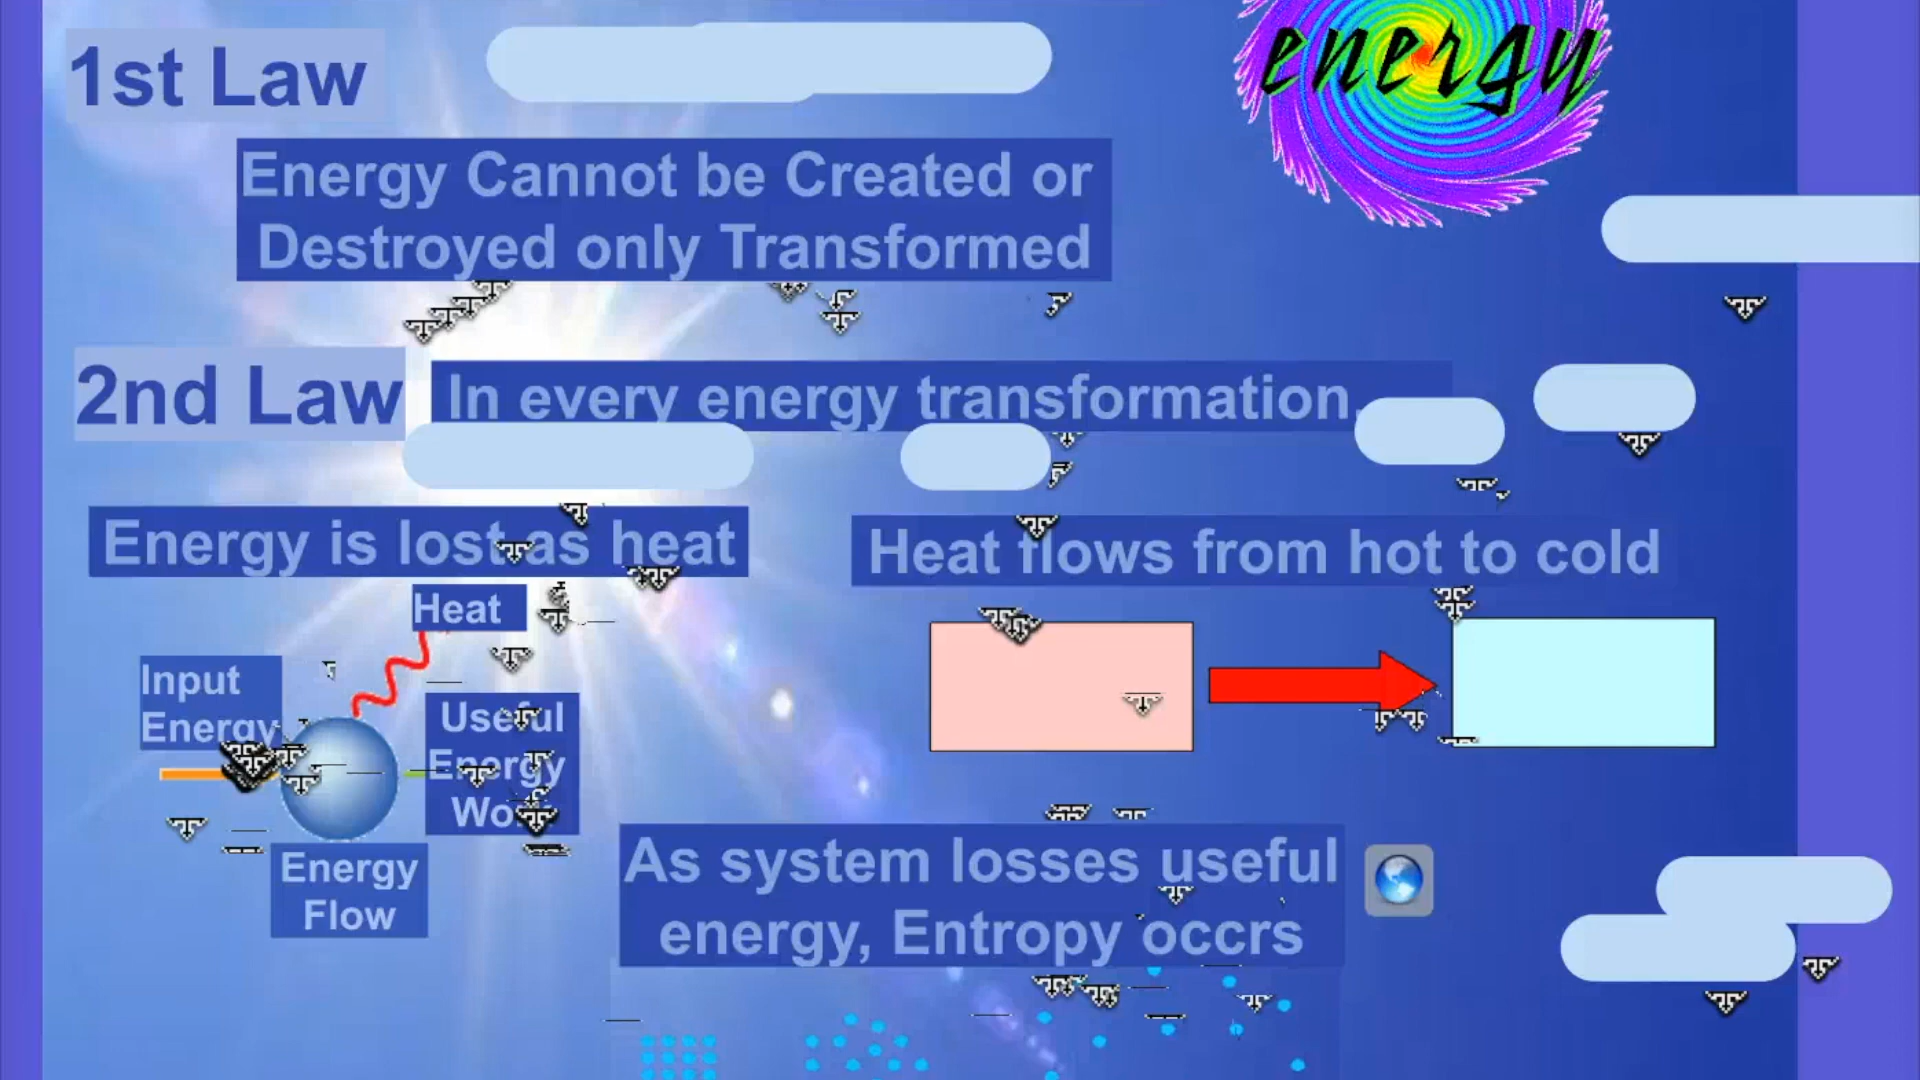 energy
1st Law
Energy Cannot be Created or
Destroyed only Transformed
2nd Law
In every energy transformation,
Energy is lost as heat
Heat flows from hot to cold
Heat
Input
Energy
Useful
Energy
Work
Energy
Flow
As system losses useful
energy, Entropy occrs